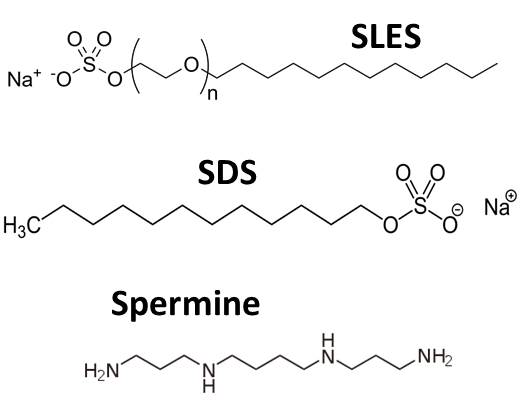 SLES
O O
Na+ -O S O ( O ) n
SDS
O O
H3C O S O⊖ Na⊕
Spermine
H
H2N N N NH2
H